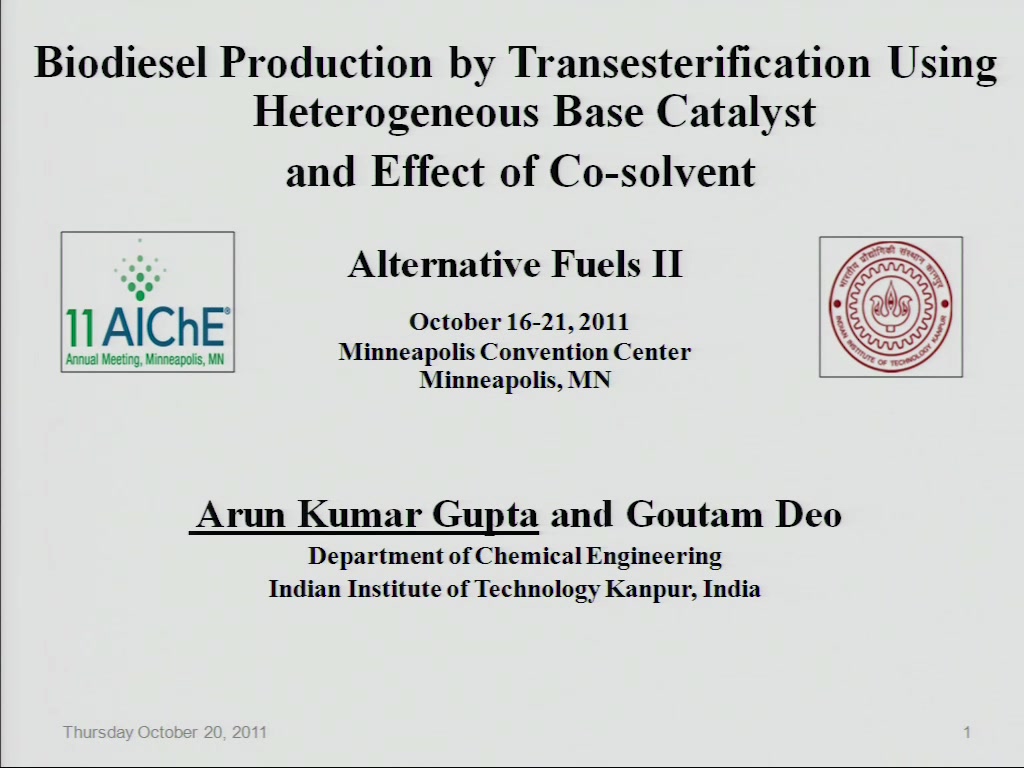 Biodiesel Production by Transesterification Using
Heterogeneous Base Catalyst
and Effect of Co-solvent
Alternative Fuels II
11 AIChE®
Annual Meeting, Minneapolis, MN
October 16-21, 2011
Minneapolis Convention Center
Minneapolis, MN
भारतीय प्रौद्योगिकी संस्थान कानपुर
INDIAN INSTITUTE OF TECHNOLOGY KANPUR
Arun Kumar Gupta and Goutam Deo
Department of Chemical Engineering
Indian Institute of Technology Kanpur, India
Thursday October 20, 2011
1